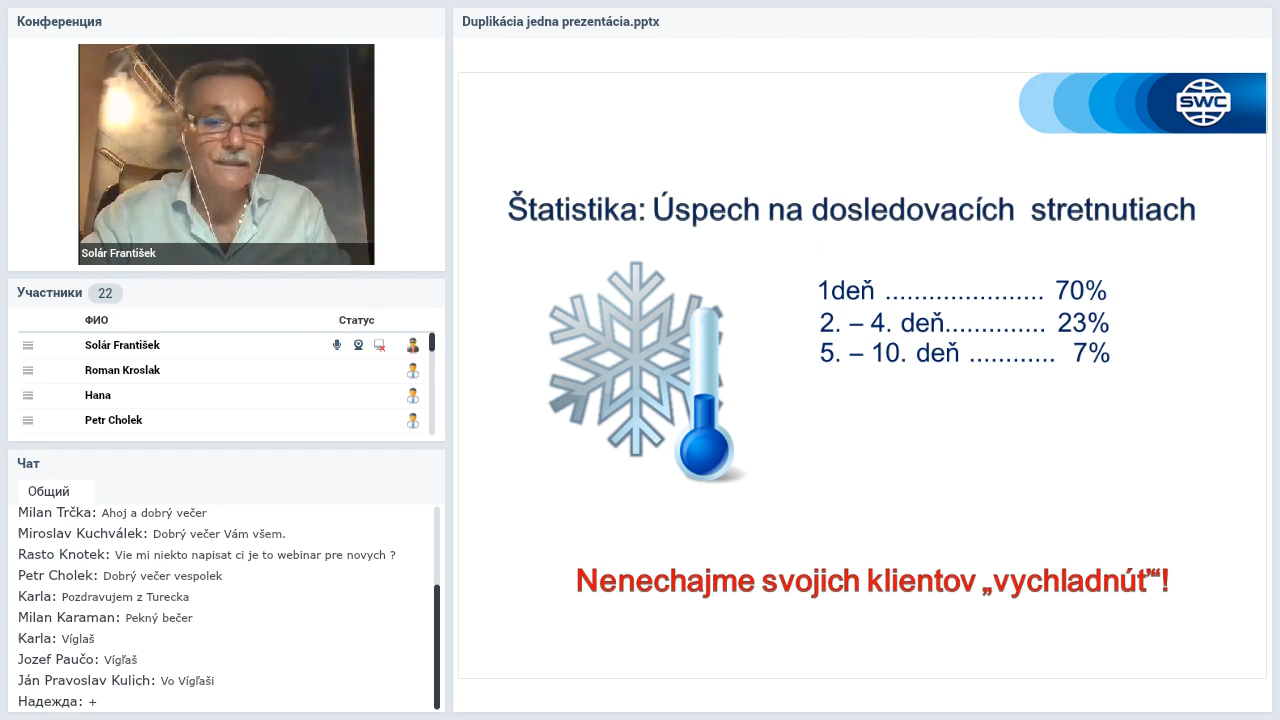 Конференция
Solár František
Участники 22
ФИО Статус
Solár František
Roman Kroslak
Hana
Petr Cholek
Чат
Общий
Milan Trčka: Ahoj a dobrý večer
Miroslav Kuchválek: Dobrý večer Vám všem.
Rasto Knotek: Vie mi niekto napisat ci je to webinar pre novych ?
Petr Cholek: Dobrý večer vespolek
Karla: Pozdravujem z Turecka
Milan Karaman: Pekný bečer
Karla: Víglaš
Jozef Paučo: Vígľaš
Ján Pravoslav Kulich: Vo Vígľaši
Надежда: +
Duplikácia jedna prezentácia.pptx
SWC
Štatistika: Úspech na dosledovacích stretnutiach
1deň ...................... 70%
2. – 4. deň.............. 23%
5. – 10. deň ............ 7%
Nenechajme svojich klientov „vychladnúť"“!